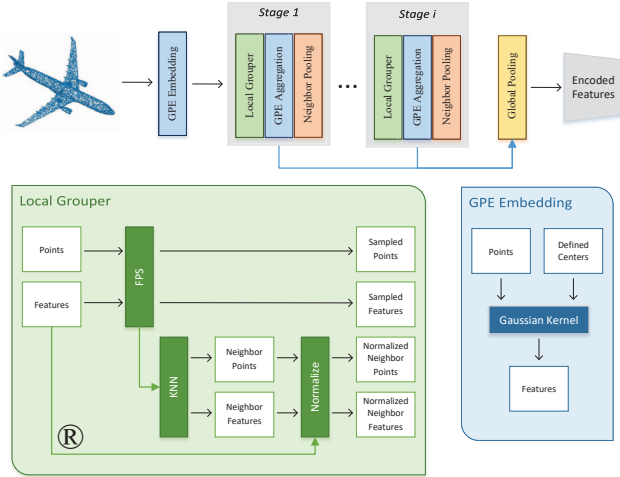 Stage 1
Stage i
GPE Embedding
Local Grouper
GPE Aggregation
Neighbor Pooling
...
Local Grouper
GPE Aggregation
Neighbor Pooling
Global Pooling
Encoded
Features
Local Grouper
Points
Features
FPS
Sampled
Points
Sampled
Features
KNN
Neighbor
Points
Neighbor
Features
Normalize
Normalized
Neighbor
Points
Normalized
Neighbor
Features
®
GPE Embedding
Points
Defined
Centers
Gaussian Kernel
Features